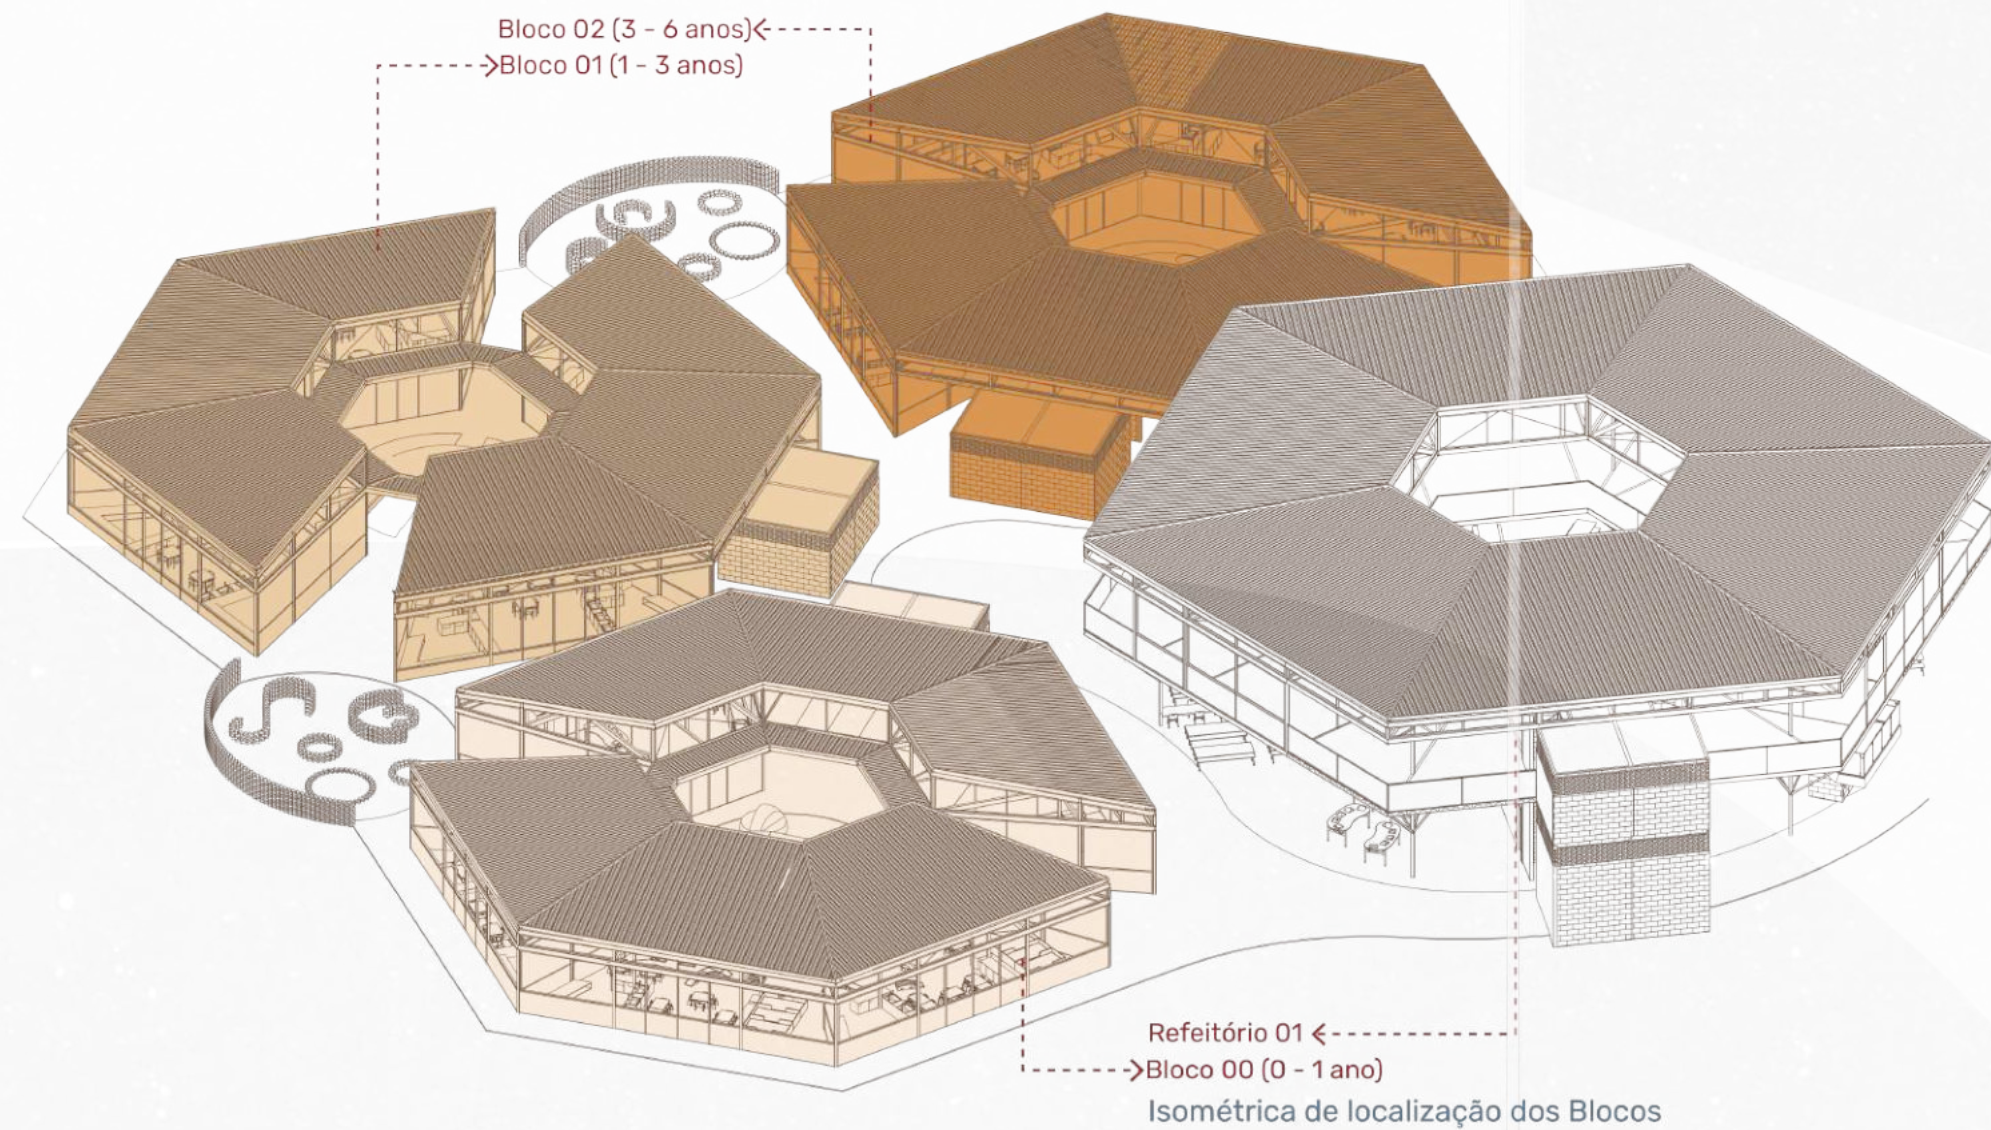 Bloco 02 (3 - 6 anos)
Bloco 01 (1 - 3 anos)
Refeitório 01
Bloco 00 (0 - 1 ano)
Isométrica de localização dos Blocos